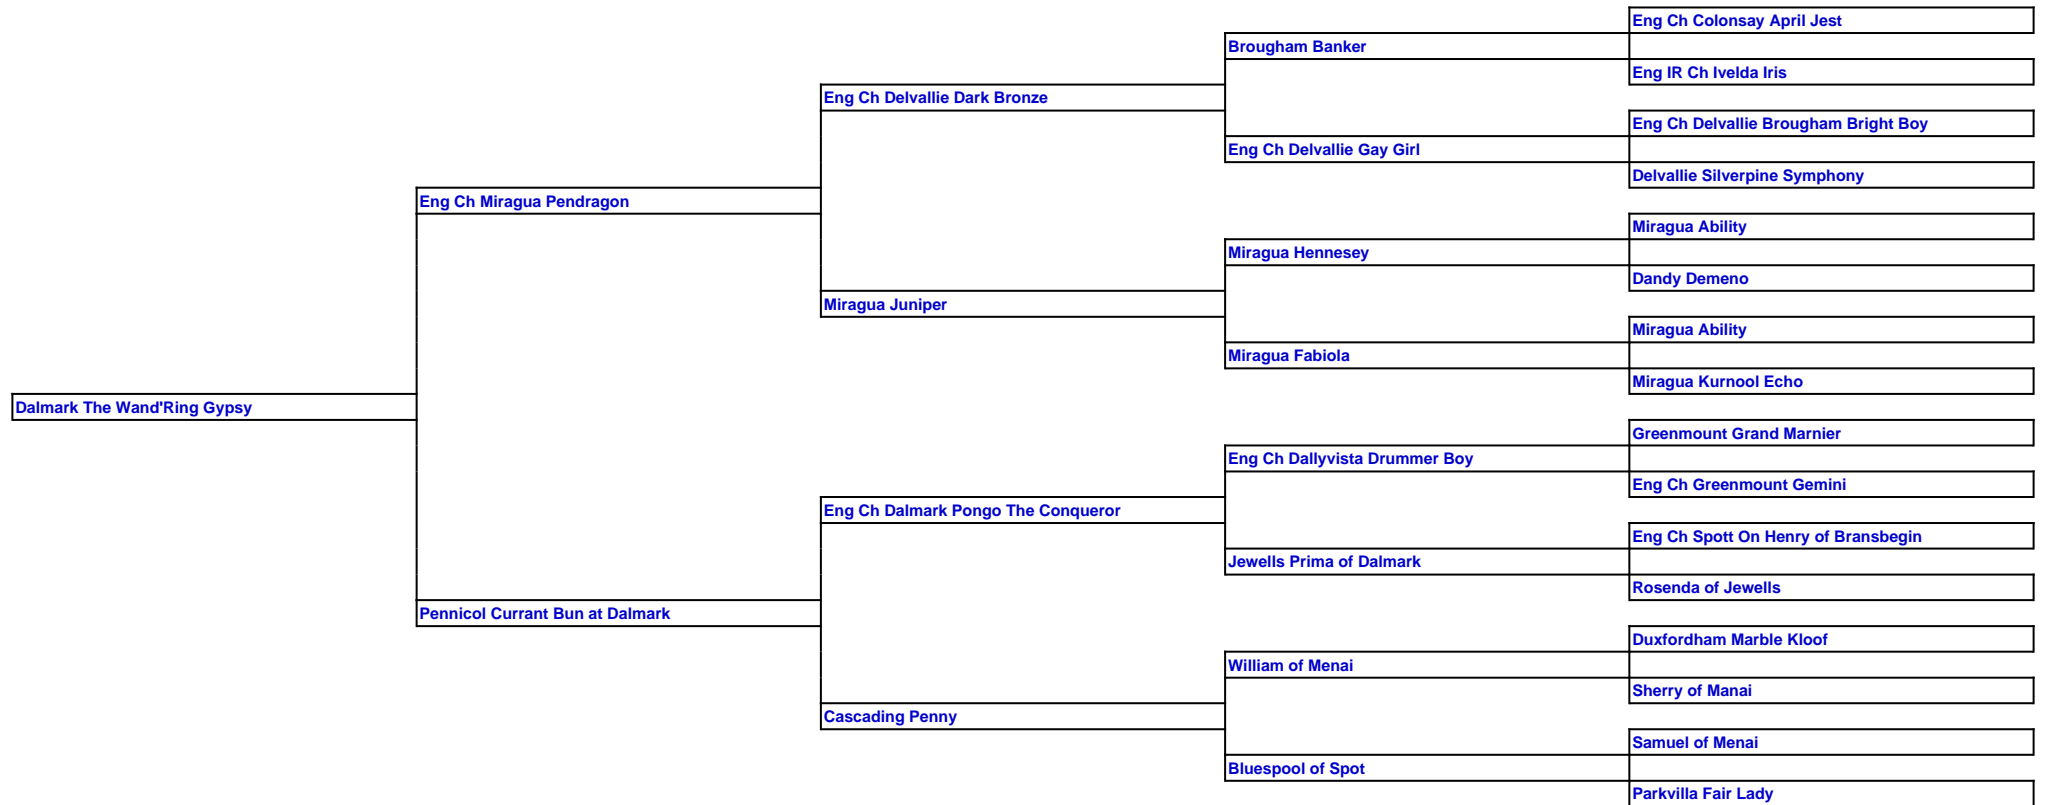 Eng Ch Colonsay April Jest
Brougham Banker
Eng IR Ch Ivelda Iris
Eng Ch Delvallie Dark Bronze
Eng Ch Delvallie Brougham Bright Boy
Eng Ch Delvallie Gay Girl
Delvallie Silverpine Symphony
Eng Ch Miragua Pendragon
Miragua Ability
Miragua Hennesey
Dandy Demeno
Miragua Juniper
Miragua Ability
Miragua Fabiola
Miragua Kurnool Echo
Dalmark The Wand'Ring Gypsy
Greenmount Grand Marnier
Eng Ch Dallyvista Drummer Boy
Eng Ch Greenmount Gemini
Eng Ch Dalmark Pongo The Conqueror
Eng Ch Spott On Henry of Bransbegin
Jewells Prima of Dalmark
Rosenda of Jewells
Pennicol Currant Bun at Dalmark
Duxfordham Marble Kloof
William of Menai
Sherry of Manai
Cascading Penny
Samuel of Menai
Bluespool of Spot
Parkvilla Fair Lady